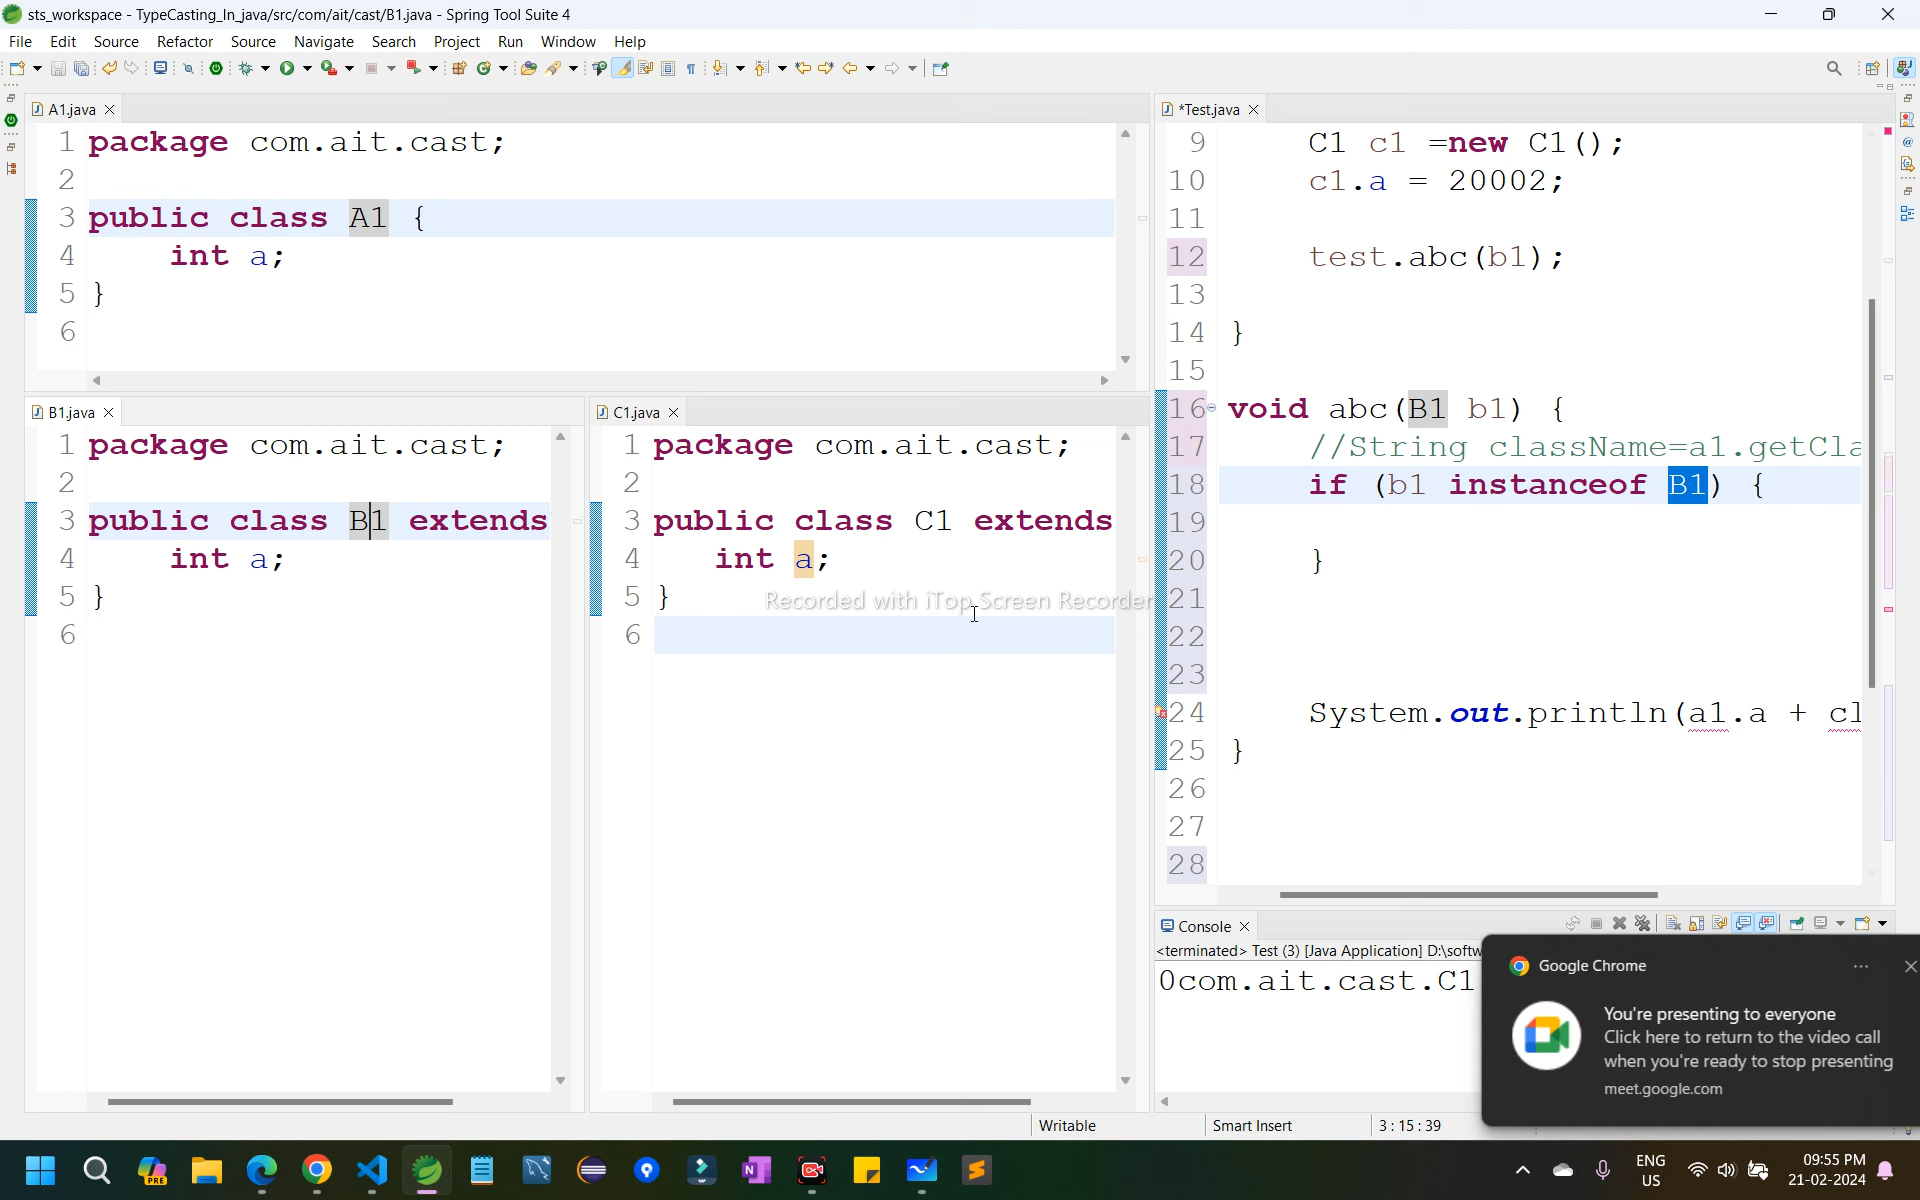 sts_workspace - TypeCasting_In_java/src/com/ait/cast/B1.java - Spring Tool Suite 4
File Edit Source Refactor Source Navigate Search Project Run Window Help
A1.java
1 package com.ait.cast;
2
3 public class A1 {
4 int a;
5 }
6
B1.java
1 package com.ait.cast;
2
3 public class B1 extends
4 int a;
5 }
6
C1.java
1 package com.ait.cast;
2
3 public class C1 extends
4 int a;
5 }
6
Recorded with iTop Screen Recorder
*Test.java
9 C1 c1 =new C1();
10 c1.a = 20002;
11
12 test.abc(b1);
13
14 }
15
16 void abc(B1 b1) {
17 //String className=a1.getCla
18 if (b1 instanceof B1) {
19
20 }
21
22
23
24 System.out.println(a1.a + cl
25 }
26
27
28
Console
<terminated> Test (3) [Java Application] D:\softw
0com.ait.cast.C1
Google Chrome
You're presenting to everyone
Click here to return to the video call
when you're ready to stop presenting
meet.google.com
Writable Smart Insert 3 : 15 : 39
PRE
ENG
US
09:55 PM
21-02-2024